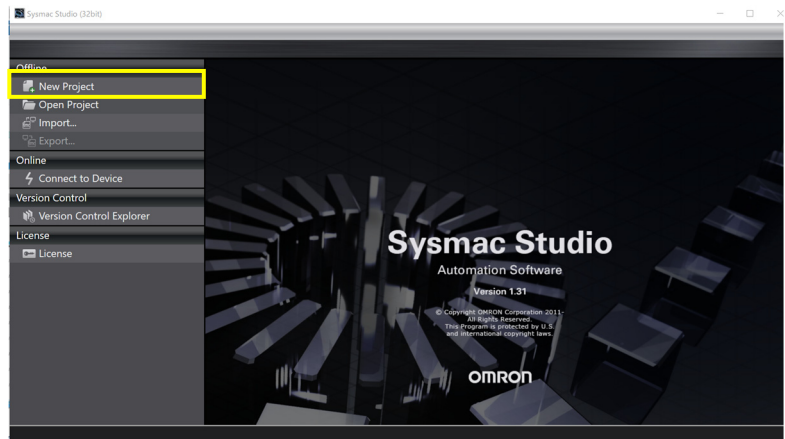 Sysmac Studio (32bit)
Offline
New Project
Open Project
Import...
Export...
Online
Connect to Device
Version Control
Version Control Explorer
License
License
Sysmac Studio
Automation Software
Version 1.31
© Copyright OMRON Corporation 2011-
All Rights Reserved.
This Program is protected by U.S.
and international copyright laws.
OMRON